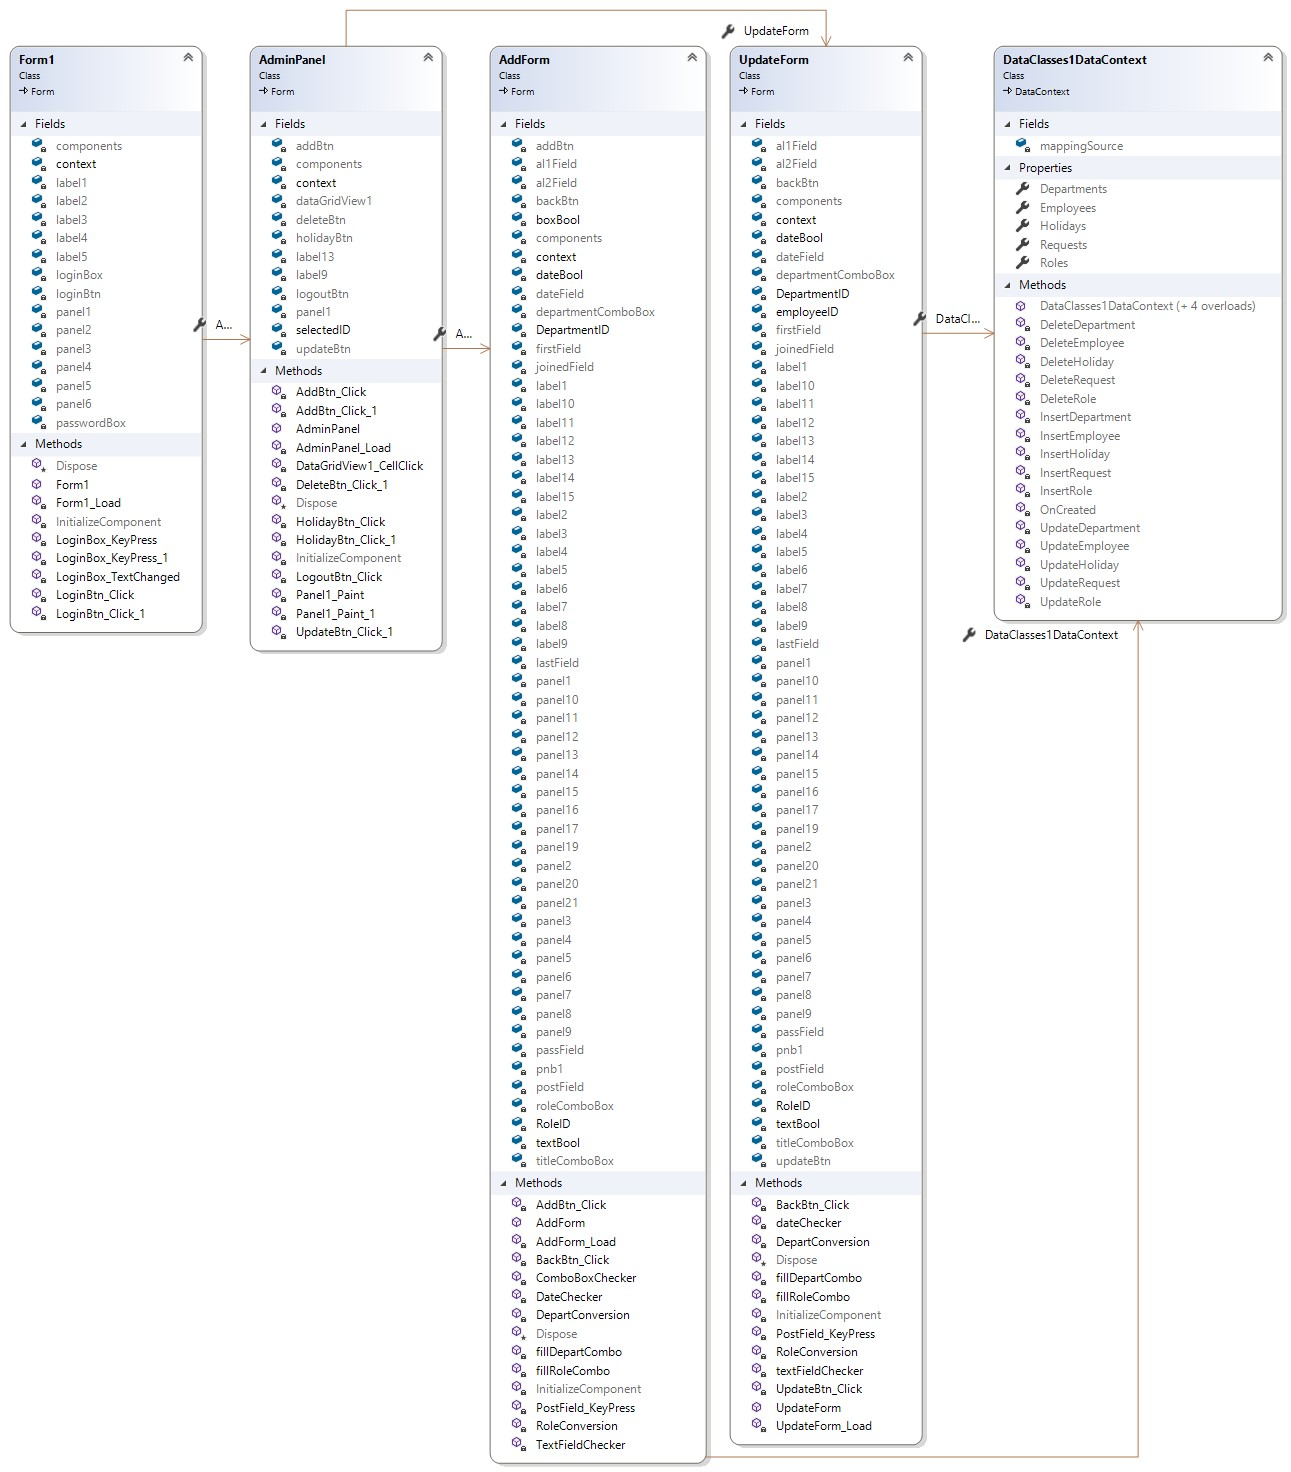 UpdateForm
Form1
Class
Form
Fields
components
context
label1
label2
label3
label4
label5
loginBox
loginBtn
panel1
panel2
panel3
panel4
panel5
panel6
passwordBox
Methods
Dispose
Form1
Form1_Load
InitializeComponent
LoginBox_KeyPress
LoginBox_KeyPress_1
LoginBox_TextChanged
LoginBtn_Click
LoginBtn_Click_1
A...
AdminPanel
Class
Form
Fields
addBtn
components
context
dataGridView1
deleteBtn
holidayBtn
label13
label9
logoutBtn
panel1
selectedID
updateBtn
Methods
AddBtn_Click
AddBtn_Click_1
AdminPanel
AdminPanel_Load
DataGridView1_CellClick
DeleteBtn_Click_1
Dispose
HolidayBtn_Click
HolidayBtn_Click_1
InitializeComponent
LogoutBtn_Click
Panel1_Paint
Panel1_Paint_1
UpdateBtn_Click_1
A...
AddForm
Class
Form
Fields
addBtn
al1Field
al2Field
backBtn
boxBool
components
context
dateBool
dateField
departmentComboBox
DepartmentID
firstField
joinedField
label1
label10
label11
label12
label13
label14
label15
label2
label3
label4
label5
label6
label7
label8
label9
lastField
panel1
panel10
panel11
panel12
panel13
panel14
panel15
panel16
panel17
panel19
panel2
panel20
panel21
panel3
panel4
panel5
panel6
panel7
panel8
panel9
passField
pnb1
postField
roleComboBox
RoleID
textBool
titleComboBox
Methods
AddBtn_Click
AddForm
AddForm_Load
BackBtn_Click
ComboBoxChecker
DateChecker
DepartConversion
Dispose
fillDepartCombo
fillRoleCombo
InitializeComponent
PostField_KeyPress
RoleConversion
TextFieldChecker
UpdateForm
Class
Form
Fields
al1Field
al2Field
backBtn
components
context
dateBool
dateField
departmentComboBox
DepartmentID
employeeID
firstField
joinedField
label1
label10
label11
label12
label13
label14
label15
label2
label3
label4
label5
label6
label7
label8
label9
lastField
panel1
panel10
panel11
panel12
panel13
panel14
panel15
panel16
panel17
panel19
panel2
panel20
panel21
panel3
panel4
panel5
panel6
panel7
panel8
panel9
passField
pnb1
postField
roleComboBox
RoleID
textBool
titleComboBox
updateBtn
Methods
BackBtn_Click
dateChecker
DepartConversion
Dispose
fillDepartCombo
fillRoleCombo
InitializeComponent
PostField_KeyPress
RoleConversion
textFieldChecker
UpdateBtn_Click
UpdateForm
UpdateForm_Load
DataCl...
DataClasses1DataContext
Class
DataContext
Fields
mappingSource
Properties
Departments
Employees
Holidays
Requests
Roles
Methods
DataClasses1DataContext (+ 4 overloads)
DeleteDepartment
DeleteEmployee
DeleteHoliday
DeleteRequest
DeleteRole
InsertDepartment
InsertEmployee
InsertHoliday
InsertRequest
InsertRole
OnCreated
UpdateDepartment
UpdateEmployee
UpdateHoliday
UpdateRequest
UpdateRole
DataClasses1DataContext